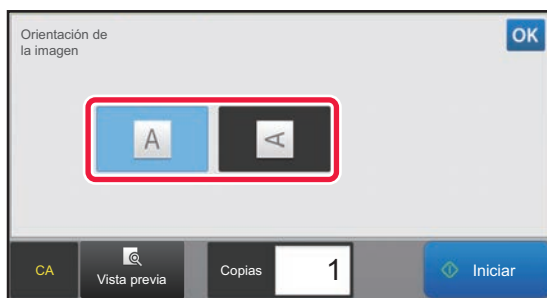 Orientación de
la imagen
OK
A
A
CA
Vista previa
Copias
1
Iniciar